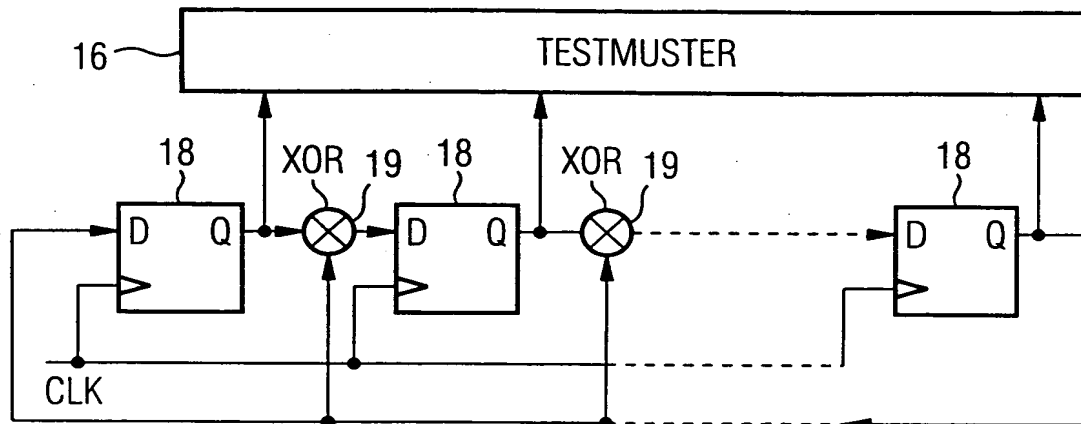 16
TESTMUSTER
18
XOR
19
18
XOR
19
18
D Q
D Q
D Q
CLK